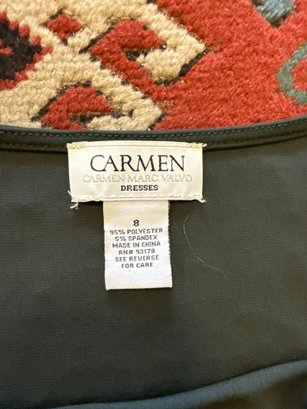 CARMEN
CARMEN MARC VALVO
DRESSES
8
95% POLYESTER
5% SPANDEX
MADE IN CHINA
RN# 93178
SEE REVERSE
FOR CARE